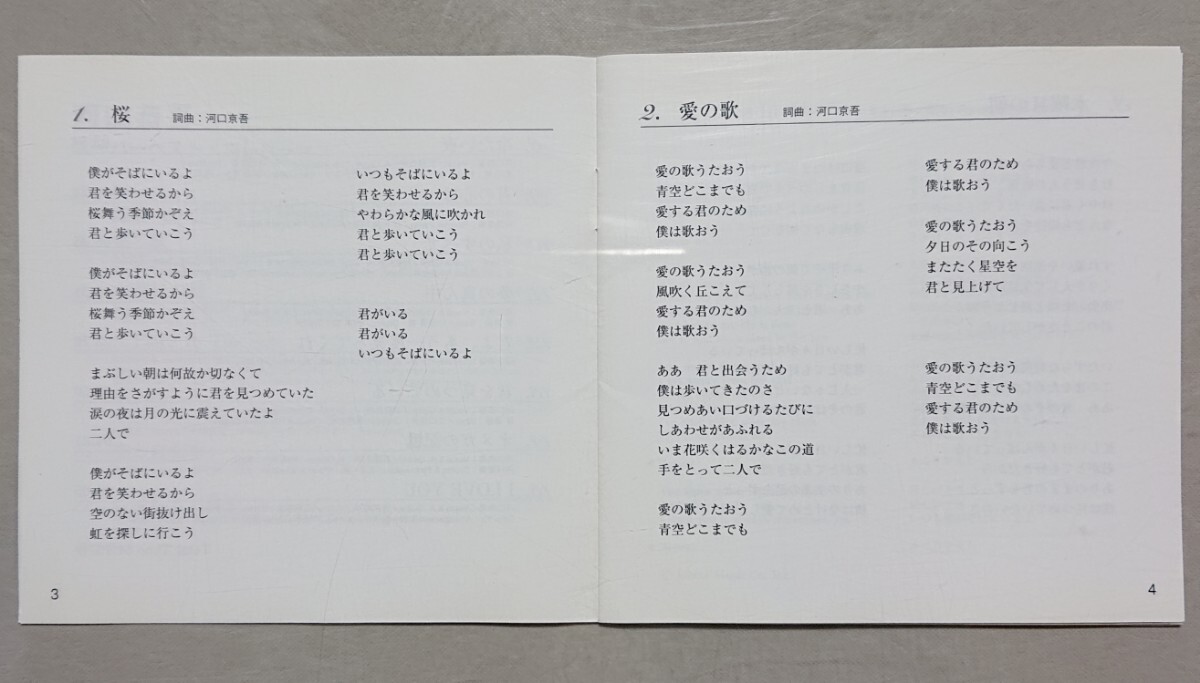 1. 桜 詞曲：河口京吾
僕がそばにいるよ
君を笑わせるから
桜舞う季節かぞえ
君と歩いていこう
僕がそばにいるよ
君を笑わせるから
桜舞う季節かぞえ
君と歩いていこう
まぶしい朝は何故か切なくて
理由をさがすように君を見つめていた
涙の夜は月の光に震えていたよ
二人で
僕がそばにいるよ
君を笑わせるから
空のない街抜け出し
虹を探しに行こう
いつもそばにいるよ
君を笑わせるから
やわらかな風に吹かれ
君と歩いていこう
君と歩いていこう
君がいる
君がいる
いつもそばにいるよ
3
2. 愛の歌 詞曲：河口京吾
愛の歌うたおう
青空どこまでも
愛する君のため
僕は歌おう
愛の歌うたおう
風吹く丘こえて
愛する君のため
僕は歌おう
ああ　君と出会うため
僕は歩いてきたのさ
見つめあい口づけるたびに
しあわせがあふれる
いま花咲くはるかなこの道
手をとって二人で
愛の歌うたおう
青空どこまでも
愛する君のため
僕は歌おう
愛の歌うたおう
夕日のその向こう
またたく星空を
君と見上げて
愛の歌うたおう
青空どこまでも
愛する君のため
僕は歌おう
4